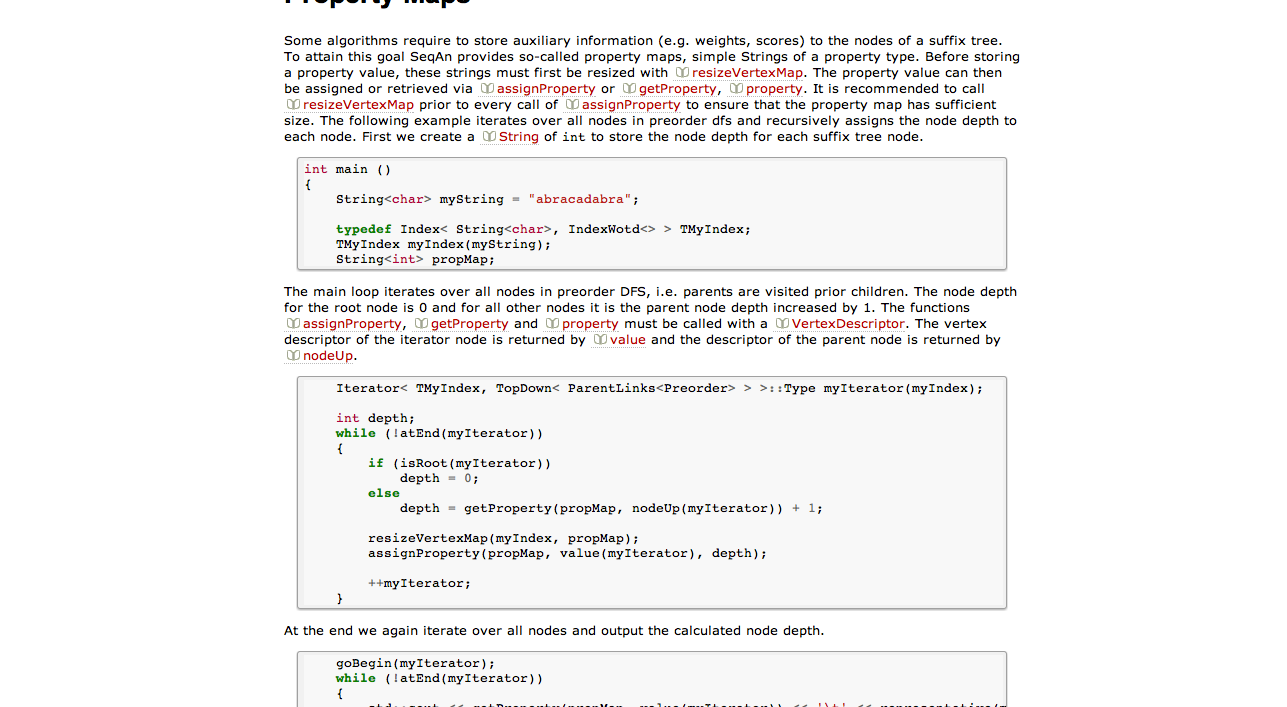 Property Maps
Some algorithms require to store auxiliary information (e.g. weights, scores) to the nodes of a suffix tree.
To attain this goal SeqAn provides so-called property maps, simple Strings of a property type. Before storing
a property value, these strings must first be resized with resizeVertexMap. The property value can then
be assigned or retrieved via assignProperty or getProperty, property. It is recommended to call
resizeVertexMap prior to every call of assignProperty to ensure that the property map has sufficient
size. The following example iterates over all nodes in preorder dfs and recursively assigns the node depth to
each node. First we create a String of int to store the node depth for each suffix tree node.
int main ()
{
    String<char> myString = "abracadabra";
    typedef Index< String<char>, IndexWotd<> > TMyIndex;
    TMyIndex myIndex(myString);
    String<int> propMap;
The main loop iterates over all nodes in preorder DFS, i.e. parents are visited prior children. The node depth
for the root node is 0 and for all other nodes it is the parent node depth increased by 1. The functions
assignProperty, getProperty and property must be called with a VertexDescriptor. The vertex
descriptor of the iterator node is returned by value and the descriptor of the parent node is returned by
nodeUp.
    Iterator< TMyIndex, TopDown< ParentLinks<Preorder> > >::Type myIterator(myIndex);
    int depth;
    while (!atEnd(myIterator))
    {
        if (isRoot(myIterator))
            depth = 0;
        else
            depth = getProperty(propMap, nodeUp(myIterator)) + 1;
        resizeVertexMap(myIndex, propMap);
        assignProperty(propMap, value(myIterator), depth);
        ++myIterator;
    }
At the end we again iterate over all nodes and output the calculated node depth.
    goBegin(myIterator);
    while (!atEnd(myIterator))
    {